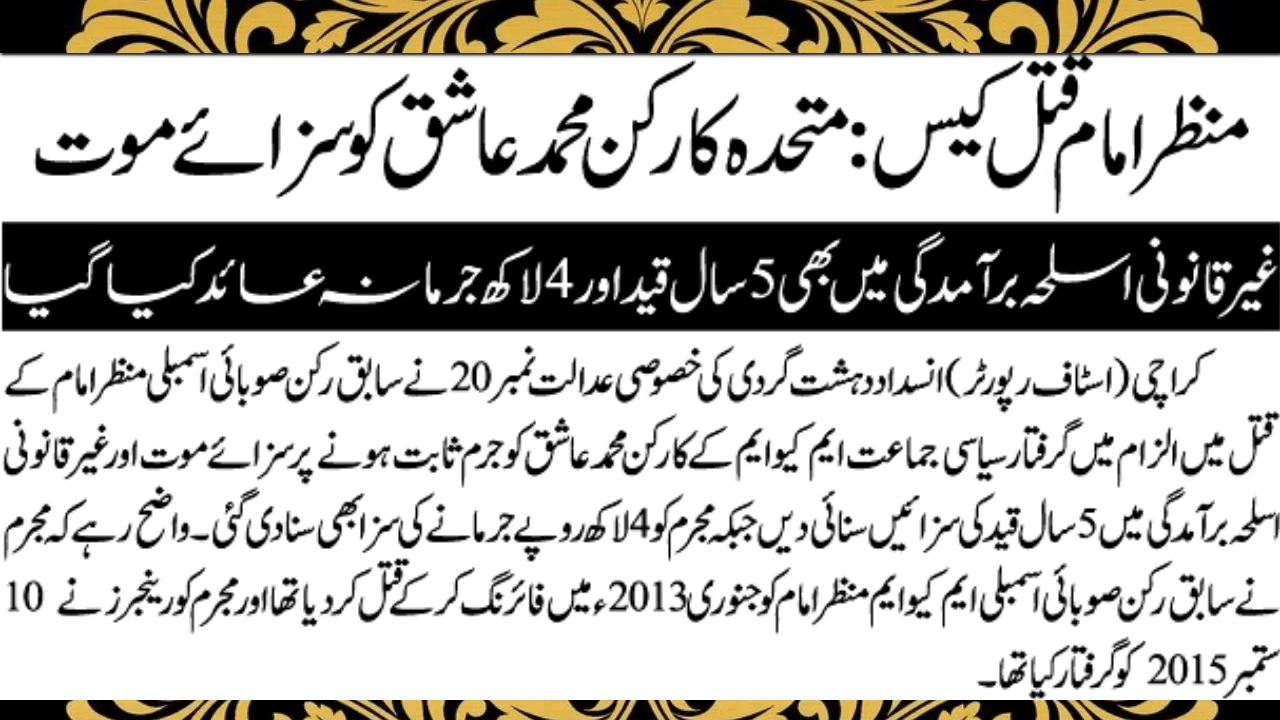 منظر امام قتل کیس: متحدہ کارکن محمد عاشق کو سزائے موت
غیر قانونی اسلحہ برآمدگی میں بھی 5 سال قید اور 4 لاکھ جرمانہ عائد کیا گیا
کراچی (اسٹاف رپورٹر) انسداد دہشت گردی کی خصوصی عدالت نمبر 20 نے سابق رکن صوبائی اسمبلی منظر امام کے
قتل میں الزام میں گرفتار سیاسی جماعت ایم کیو ایم کے کارکن محمد عاشق کو جرم ثابت ہونے پر سزائے موت اور غیر قانونی
اسلحہ برآمدگی میں 5 سال قید کی سزائیں سنائی دیں جبکہ مجرم کو 4 لاکھ روپے جرمانے کی سزا بھی سنا دی گئی۔ واضح رہے کہ مجرم
نے سابق رکن صوبائی اسمبلی ایم کیو ایم منظر امام کو جنوری 2013ء میں فائرنگ کر کے قتل کر دیا تھا اور مجرم کو رینجرز نے 10
ستمبر 2015 کو گرفتار کیا تھا۔